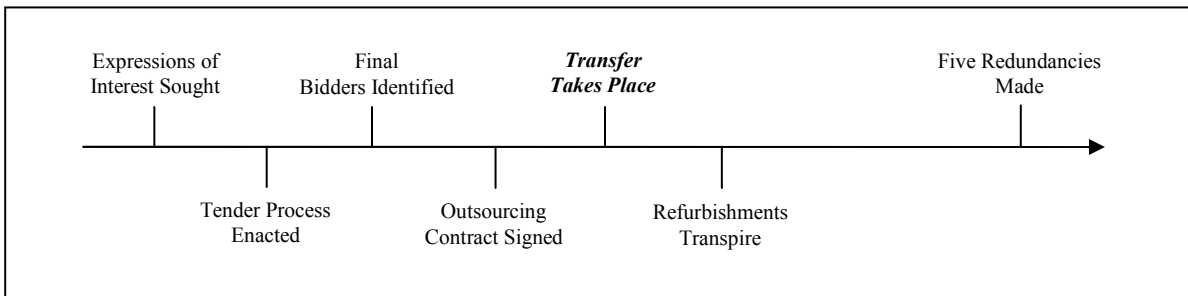 Expressions of
Interest Sought
Final
Bidders Identified
Transfer
Takes Place
Five Redundancies
Made
Tender Process
Enacted
Outsourcing
Contract Signed
Refurbishments
Transpire